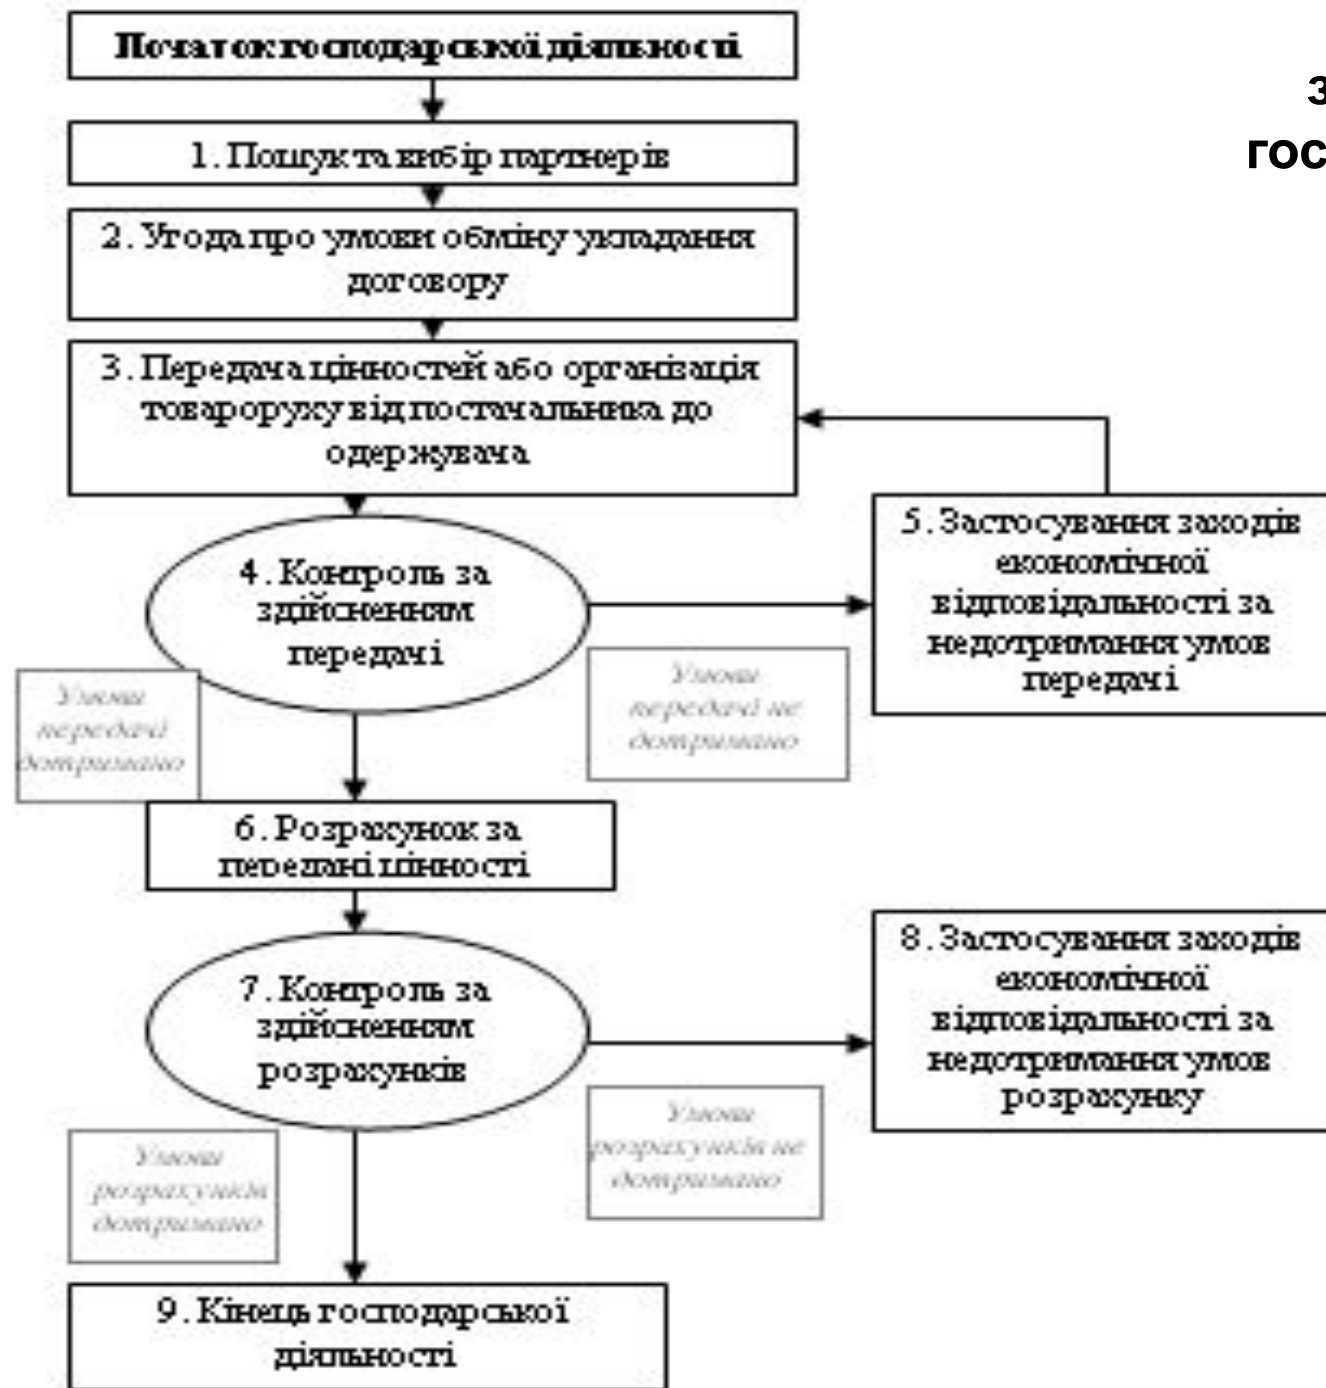 Початок господарської діяльності
з
гос
1. Пошук та вибір партнерів
2. Угода про умови обміну укладання
договору
3. Передача цінностей або організація
товароруху від постачальника до
одержувача
4. Контроль за
здійсненням
передачі
5. Застосування заходів
економічної
відповідальності за
недотримання умов
передачі
Умови
передачі
дотримано
Умови
передачі не
дотримано
6. Розрахунок за
передані цінності
7. Контроль за
здійсненням
розрахунків
8. Застосування заходів
економічної
відповідальності за
недотримання умов
розрахунку
Умови
розрахунків
дотримано
Умови
розрахунків не
дотримано
9. Кінець господарської
діяльності